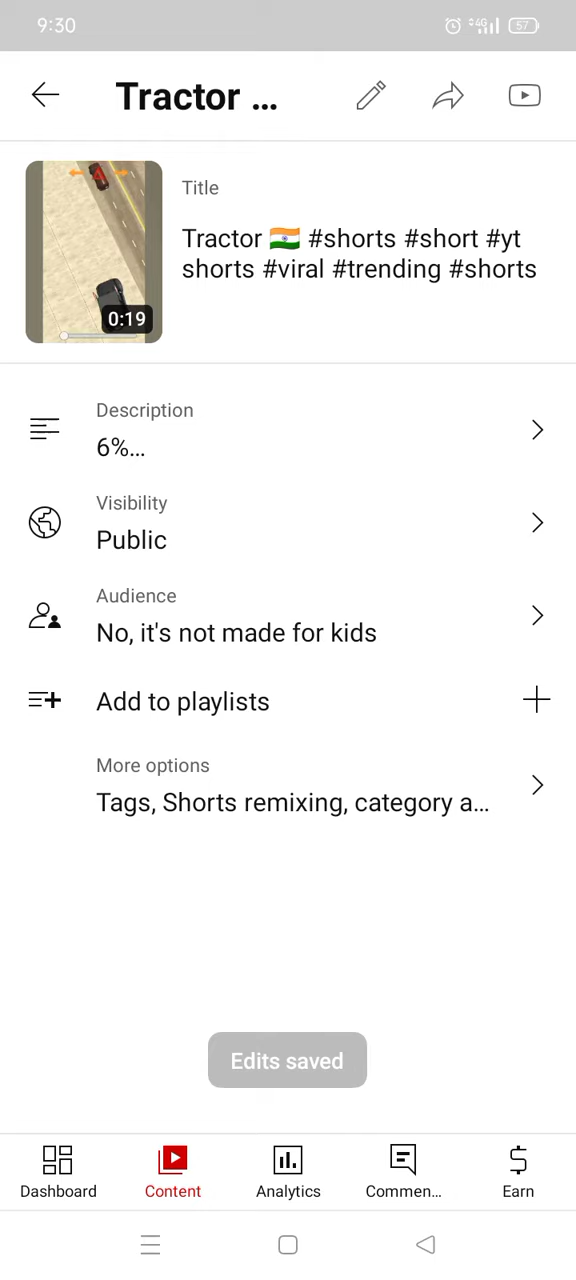 9:30
4G 57
Tractor ...
Title
Tractor 🇮🇳 #shorts #short #yt
shorts #viral #trending #shorts
0:19
Description
6%...
Visibility
Public
Audience
No, it's not made for kids
Add to playlists
More options
Tags, Shorts remixing, category a...
Edits saved
Dashboard
Content
Analytics
Commen...
Earn